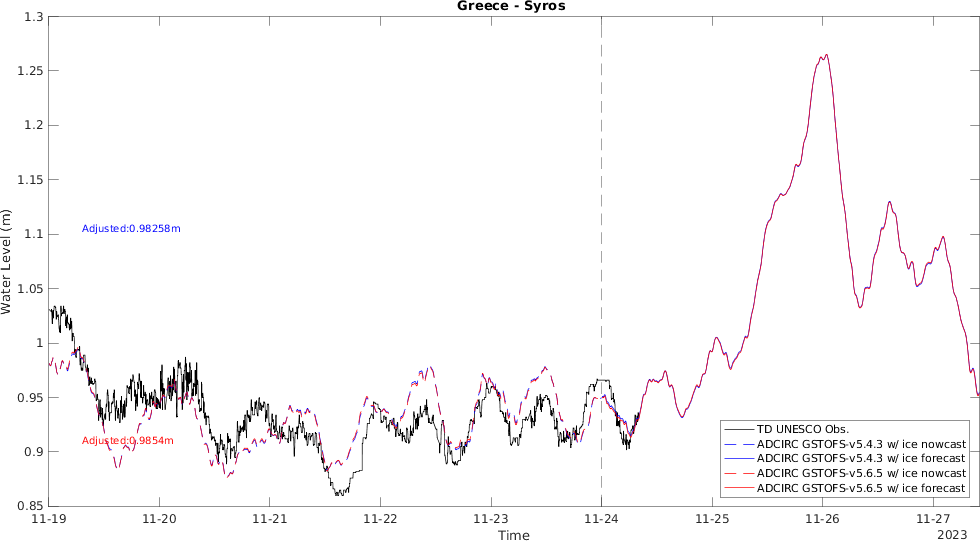 Greece - Syros
1.3
1.25
1.2
1.15
1.1
1.05
1
0.95
0.9
0.85
Water Level (m)
Adjusted:0.98258m
Adjusted:0.9854m
TD UNESCO Obs.
ADCIRC GSTOFS-v5.4.3 w/ ice nowcast
ADCIRC GSTOFS-v5.4.3 w/ ice forecast
ADCIRC GSTOFS-v5.6.5 w/ ice nowcast
ADCIRC GSTOFS-v5.6.5 w/ ice forecast
11-19 11-20 11-21 11-22 11-23 11-24 11-25 11-26 11-27
Time
2023